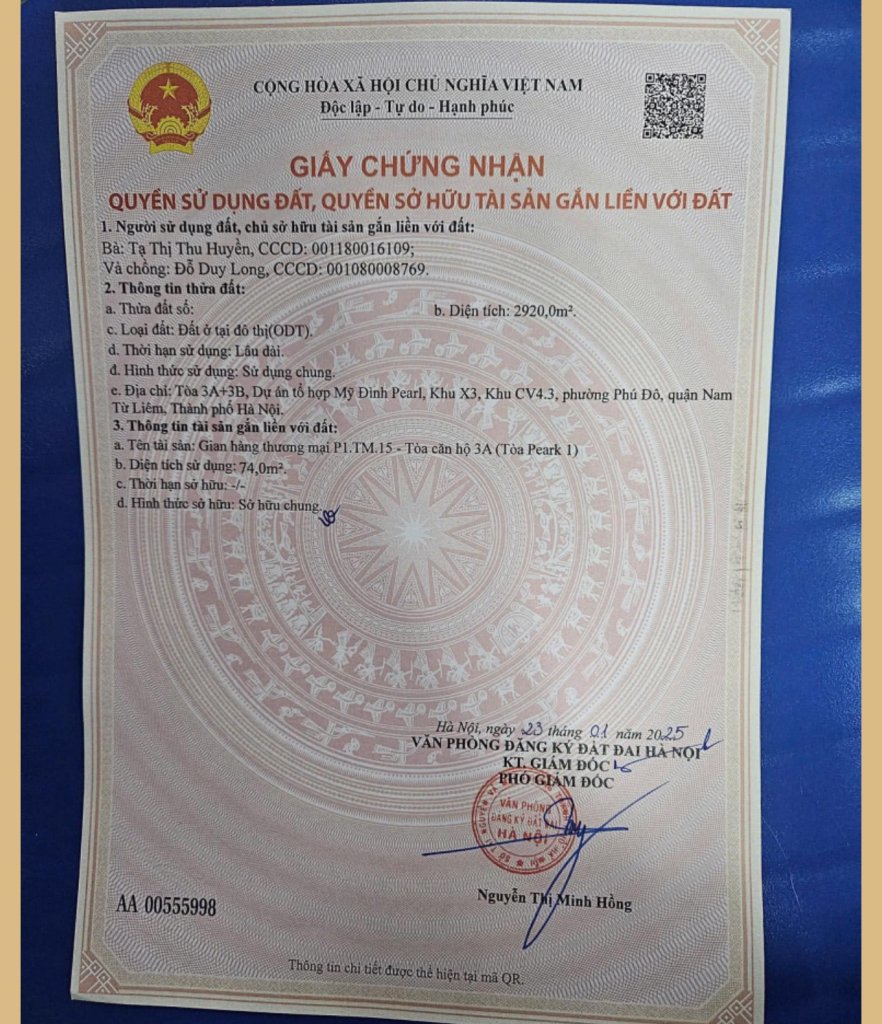 CỘNG HÒA XÃ HỘI CHỦ NGHĨA VIỆT NAM
Độc lập - Tự do - Hạnh phúc
GIẤY CHỨNG NHẬN
QUYỀN SỬ DỤNG ĐẤT, QUYỀN SỞ HỮU TÀI SẢN GẮN LIỀN VỚI ĐẤT
1. Người sử dụng đất, chủ sở hữu tài sản gắn liền với đất:
Bà: Tạ Thị Thu Huyền, CCCD: 001180016109;
Và chồng: Đỗ Duy Long, CCCD: 001080008769.
2. Thông tin thửa đất:
a. Thửa đất số: b. Diện tích: 2920,0m².
c. Loại đất: Đất ở tại đô thị(ODT).
d. Thời hạn sử dụng: Lâu dài.
đ. Hình thức sử dụng: Sử dụng chung.
e. Địa chỉ: Tòa 3A+3B, Dự án tổ hợp Mỹ Đình Pearl, Khu X3, Khu CV4.3, phường Phú Đô, quận Nam
Từ Liêm, Thành phố Hà Nội.
3. Thông tin tài sản gắn liền với đất:
a. Tên tài sản: Gian hàng thương mại P1.TM.15 - Tòa căn hộ 3A (Tòa Peark 1)
b. Diện tích sử dụng: 74,0m².
c. Thời hạn sở hữu: -/-
d. Hình thức sở hữu: Sở hữu chung.
Hà Nội, ngày 23 tháng 01 năm 2025
VĂN PHÒNG ĐĂNG KÝ ĐẤT ĐAI HÀ NỘI
KT. GIÁM ĐỐC
PHÓ GIÁM ĐỐC
VĂN PHÒNG
ĐĂNG KÝ ĐẤT ĐAI
HÀ NỘI
Nguyễn Thị Minh Hồng
AA 00555998
Thông tin chi tiết được thể hiện tại mã QR.